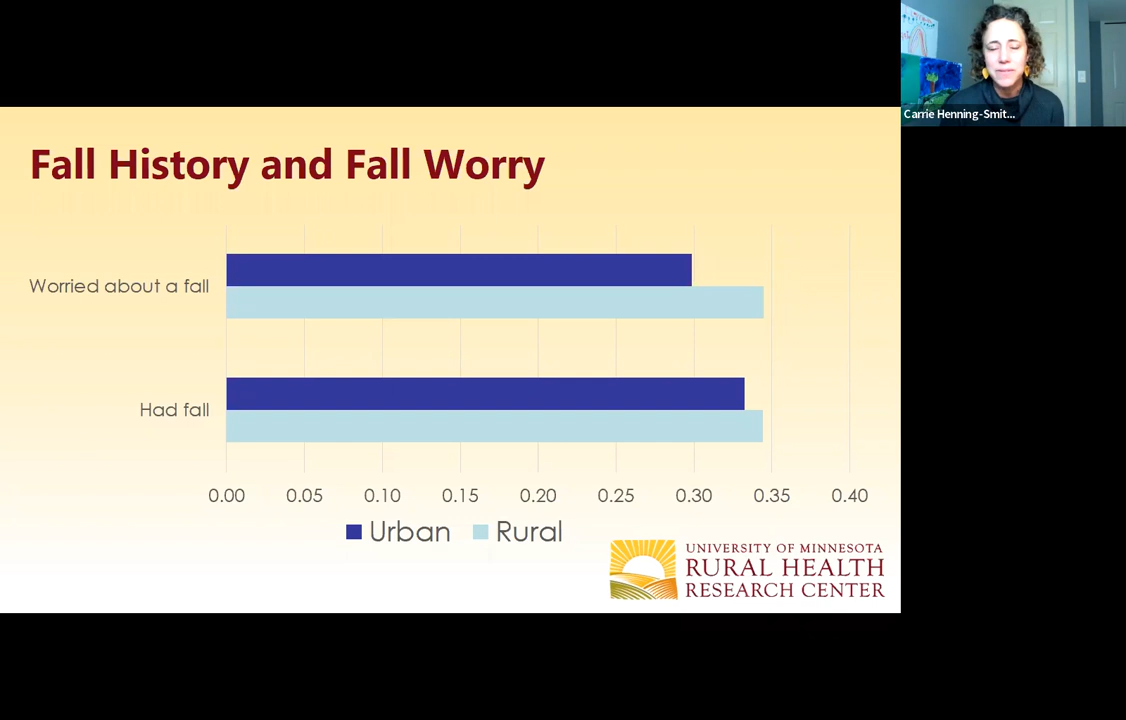 Carrie Henning-Smit...
Fall History and Fall Worry
Worried about a fall
Had fall
0.00 0.05 0.10 0.15 0.20 0.25 0.30 0.35 0.40
Urban Rural
UNIVERSITY OF MINNESOTA
RURAL HEALTH
RESEARCH CENTER